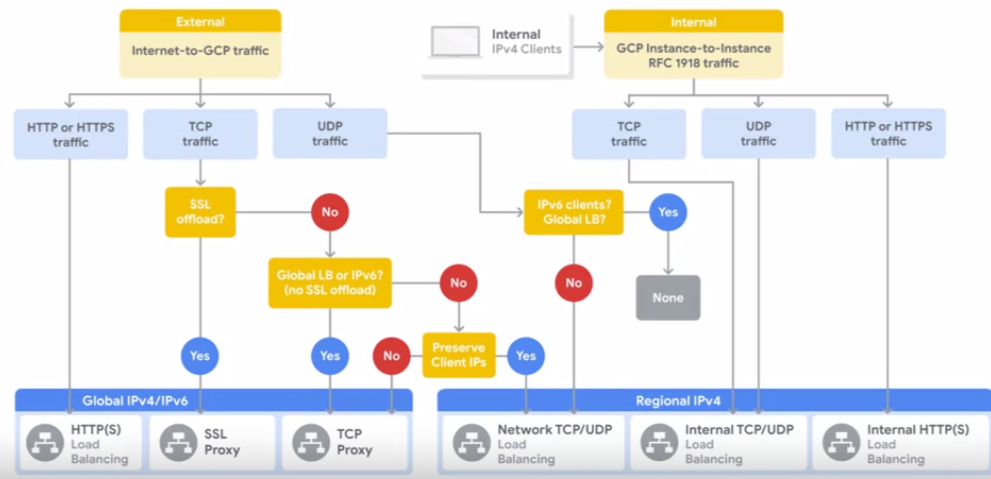 External
Internet-to-GCP traffic
Internal
IPv4 Clients
Internal
GCP Instance-to-Instance
RFC 1918 traffic
HTTP or HTTPS
traffic
TCP
traffic
UDP
traffic
TCP
traffic
UDP
traffic
HTTP or HTTPS
traffic
SSL
offload?
No
IPv6 clients?
Global LB?
Yes
Global LB or IPv6?
(no SSL offload)
No
No
None
Yes
Yes
No
Preserve
Client IPs
Yes
Global IPv4/IPv6
Regional IPv4
HTTP(S)
Load
Balancing
SSL
Proxy
TCP
Proxy
Network TCP/UDP
Load
Balancing
Internal TCP/UDP
Load
Balancing
Internal HTTP(S)
Load
Balancing